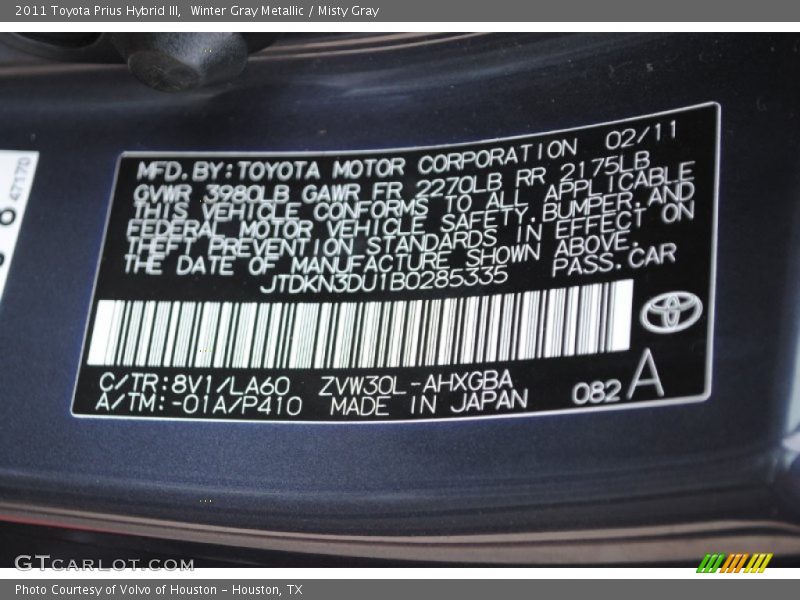 2011 Toyota Prius Hybrid III,  Winter Gray Metallic / Misty Gray
47170
MFD. BY: TOYOTA MOTOR CORPORATION 02/11
GVWR 3980LB GAWR FR 2270LB RR 2175LB
THIS VEHICLE CONFORMS TO ALL APPLICABLE
FEDERAL MOTOR VEHICLE SAFETY, BUMPER, AND
THEFT PREVENTION STANDARDS IN EFFECT ON
THE DATE OF MANUFACTURE SHOWN ABOVE.
JTDKN3DU1B0285335 PASS. CAR
C/TR: 8V1/LA60 ZVW30L-AHXGBA
A/TM: -01A/P410 MADE IN JAPAN 082 A
GTCARLOT.COM
Photo Courtesy of Volvo of Houston - Houston, TX